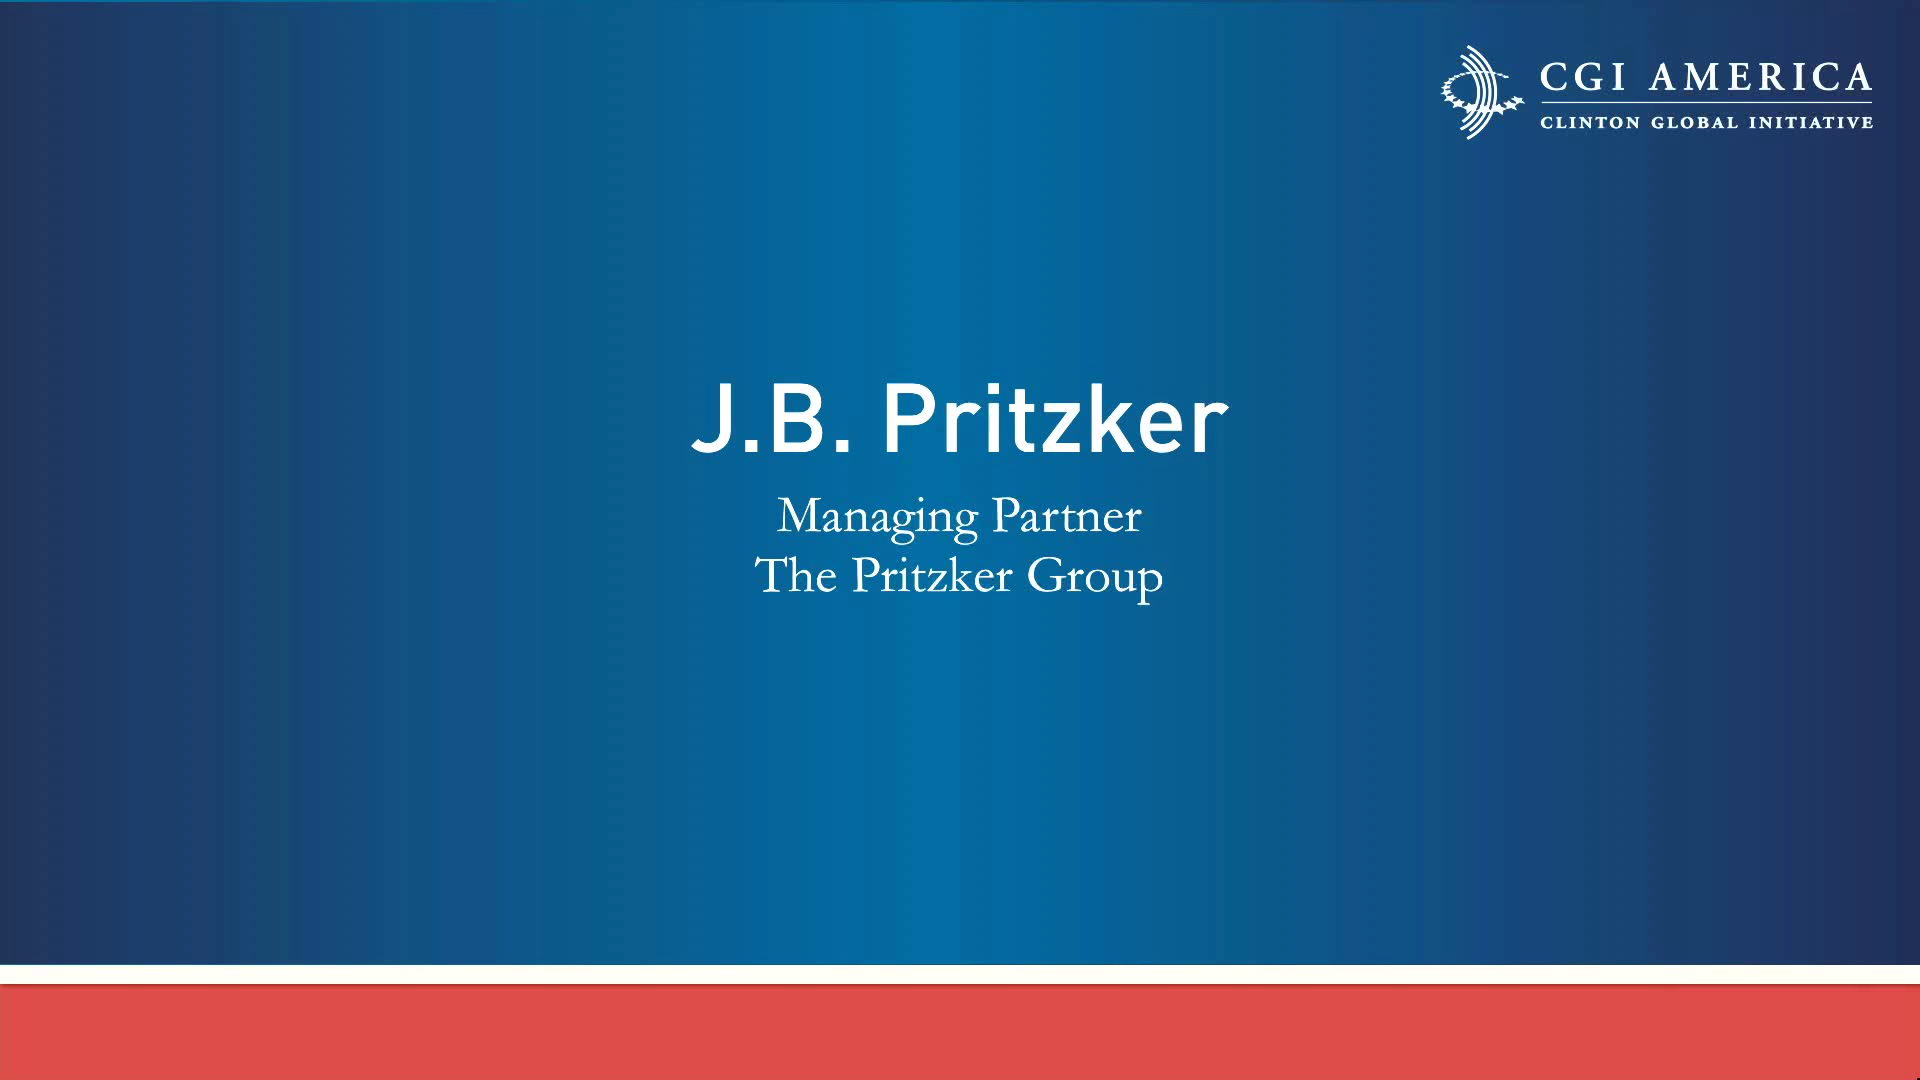 CGI AMERICA
CLINTON GLOBAL INITIATIVE
J.B. Pritzker
Managing Partner
The Pritzker Group